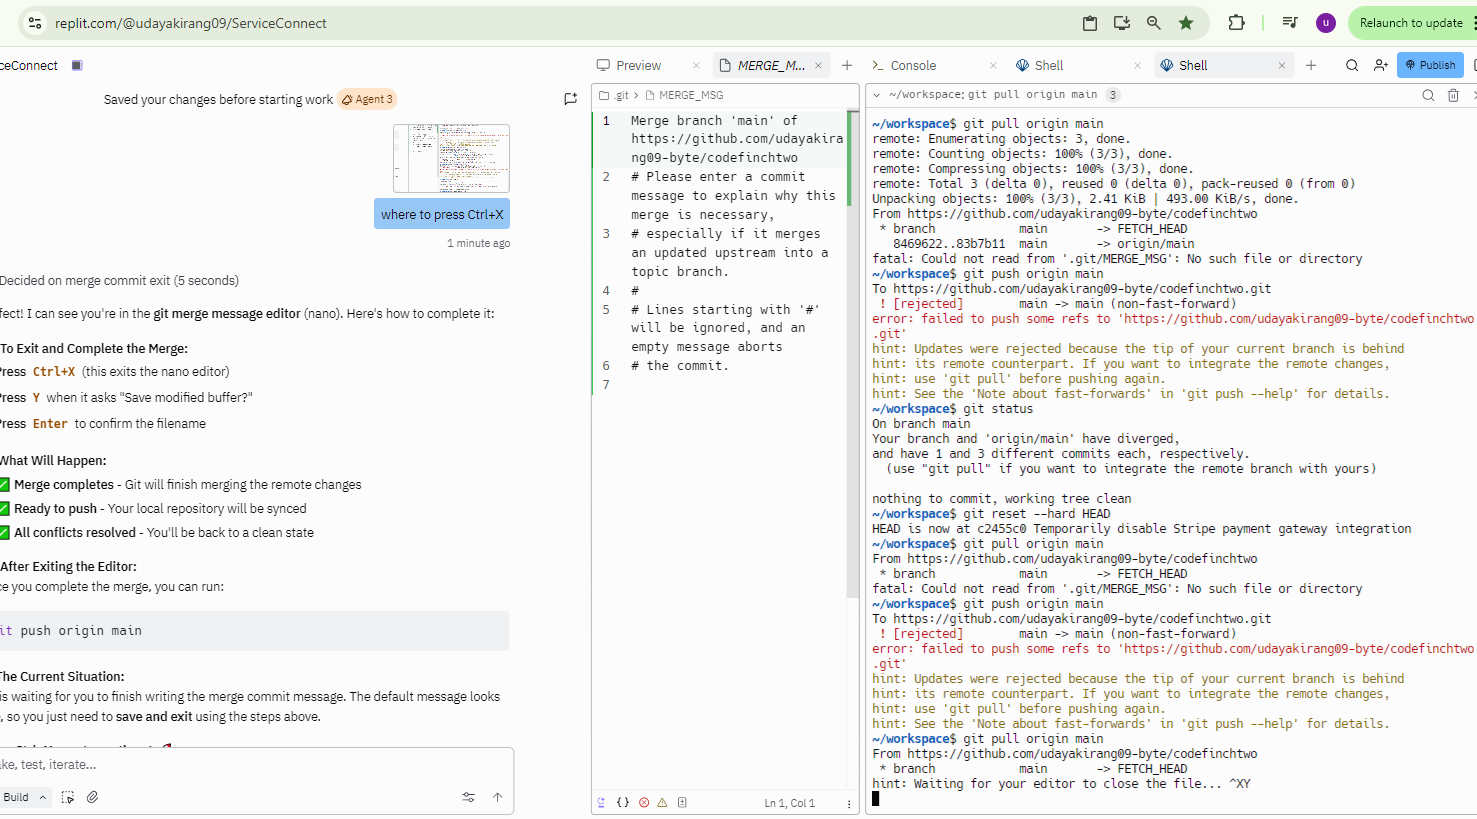 replit.com/@udayakirang09/ServiceConnect
u
Relaunch to update
ceConnect
Saved your changes before starting work
Agent 3
where to press Ctrl+X
1 minute ago
Decided on merge commit exit (5 seconds)
fect! I can see you're in the git merge message editor (nano). Here's how to complete it:
To Exit and Complete the Merge:
Press Ctrl+X (this exits the nano editor)
Press Y when it asks "Save modified buffer?"
Press Enter to confirm the filename
What Will Happen:
Merge completes - Git will finish merging the remote changes
Ready to push - Your local repository will be synced
All conflicts resolved - You'll be back to a clean state
After Exiting the Editor:
ce you complete the merge, you can run:
it push origin main
The Current Situation:
is waiting for you to finish writing the merge commit message. The default message looks
, so you just need to save and exit using the steps above.
ake, test, iterate...
Build
Preview
MERGE_M...
.git > MERGE_MSG
1 Merge branch 'main' of
https://github.com/udayakira
ng09-byte/codefinchtwo
2 # Please enter a commit
message to explain why this
merge is necessary,
3 # especially if it merges
an updated upstream into a
topic branch.
4 #
5 # Lines starting with '#'
will be ignored, and an
empty message aborts
6 # the commit.
7
{}
Ln 1, Col 1
Console
Shell
Shell
Publish
~/workspace: git pull origin main 3
~/workspace$ git pull origin main
remote: Enumerating objects: 3, done.
remote: Counting objects: 100% (3/3), done.
remote: Compressing objects: 100% (3/3), done.
remote: Total 3 (delta 0), reused 0 (delta 0), pack-reused 0 (from 0)
Unpacking objects: 100% (3/3), 2.41 KiB | 493.00 KiB/s, done.
From https://github.com/udayakirang09-byte/codefinchtwo
* branch main -> FETCH_HEAD
8469622..83b7b11 main -> origin/main
fatal: Could not read from '.git/MERGE_MSG': No such file or directory
~/workspace$ git push origin main
To https://github.com/udayakirang09-byte/codefinchtwo.git
! [rejected] main -> main (non-fast-forward)
error: failed to push some refs to 'https://github.com/udayakirang09-byte/codefinchtwo
.git'
hint: Updates were rejected because the tip of your current branch is behind
hint: its remote counterpart. If you want to integrate the remote changes,
hint: use 'git pull' before pushing again.
hint: See the 'Note about fast-forwards' in 'git push --help' for details.
~/workspace$ git status
On branch main
Your branch and 'origin/main' have diverged,
and have 1 and 3 different commits each, respectively.
(use "git pull" if you want to integrate the remote branch with yours)
nothing to commit, working tree clean
~/workspace$ git reset --hard HEAD
HEAD is now at c2455c0 Temporarily disable Stripe payment gateway integration
~/workspace$ git pull origin main
From https://github.com/udayakirang09-byte/codefinchtwo
* branch main -> FETCH_HEAD
fatal: Could not read from '.git/MERGE_MSG': No such file or directory
~/workspace$ git push origin main
To https://github.com/udayakirang09-byte/codefinchtwo.git
! [rejected] main -> main (non-fast-forward)
error: failed to push some refs to 'https://github.com/udayakirang09-byte/codefinchtwo
.git'
hint: Updates were rejected because the tip of your current branch is behind
hint: its remote counterpart. If you want to integrate the remote changes,
hint: use 'git pull' before pushing again.
hint: See the 'Note about fast-forwards' in 'git push --help' for details.
~/workspace$ git pull origin main
From https://github.com/udayakirang09-byte/codefinchtwo
* branch main -> FETCH_HEAD
hint: Waiting for your editor to close the file... ^XY